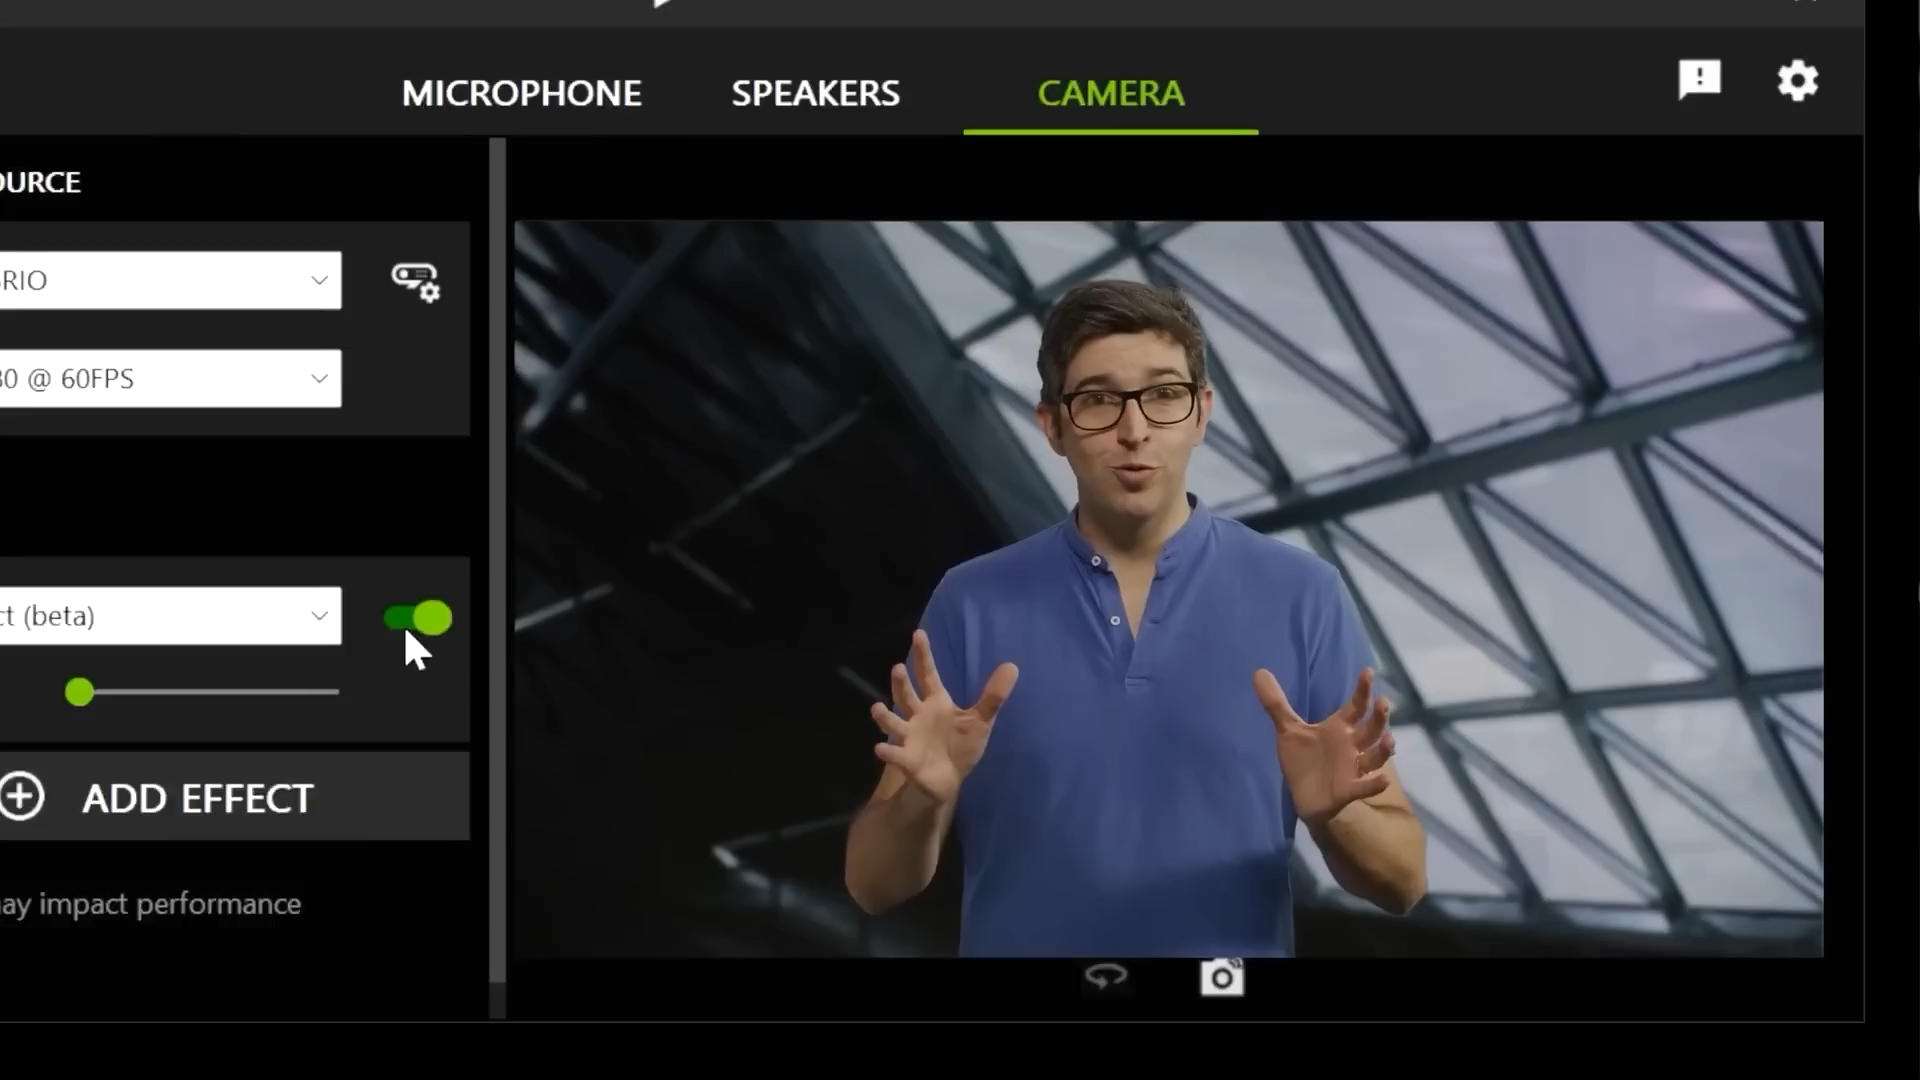 MICROPHONE SPEAKERS CAMERA
OURCE
RIO
30 @ 60FPS
ct (beta)
ADD EFFECT
ay impact performance